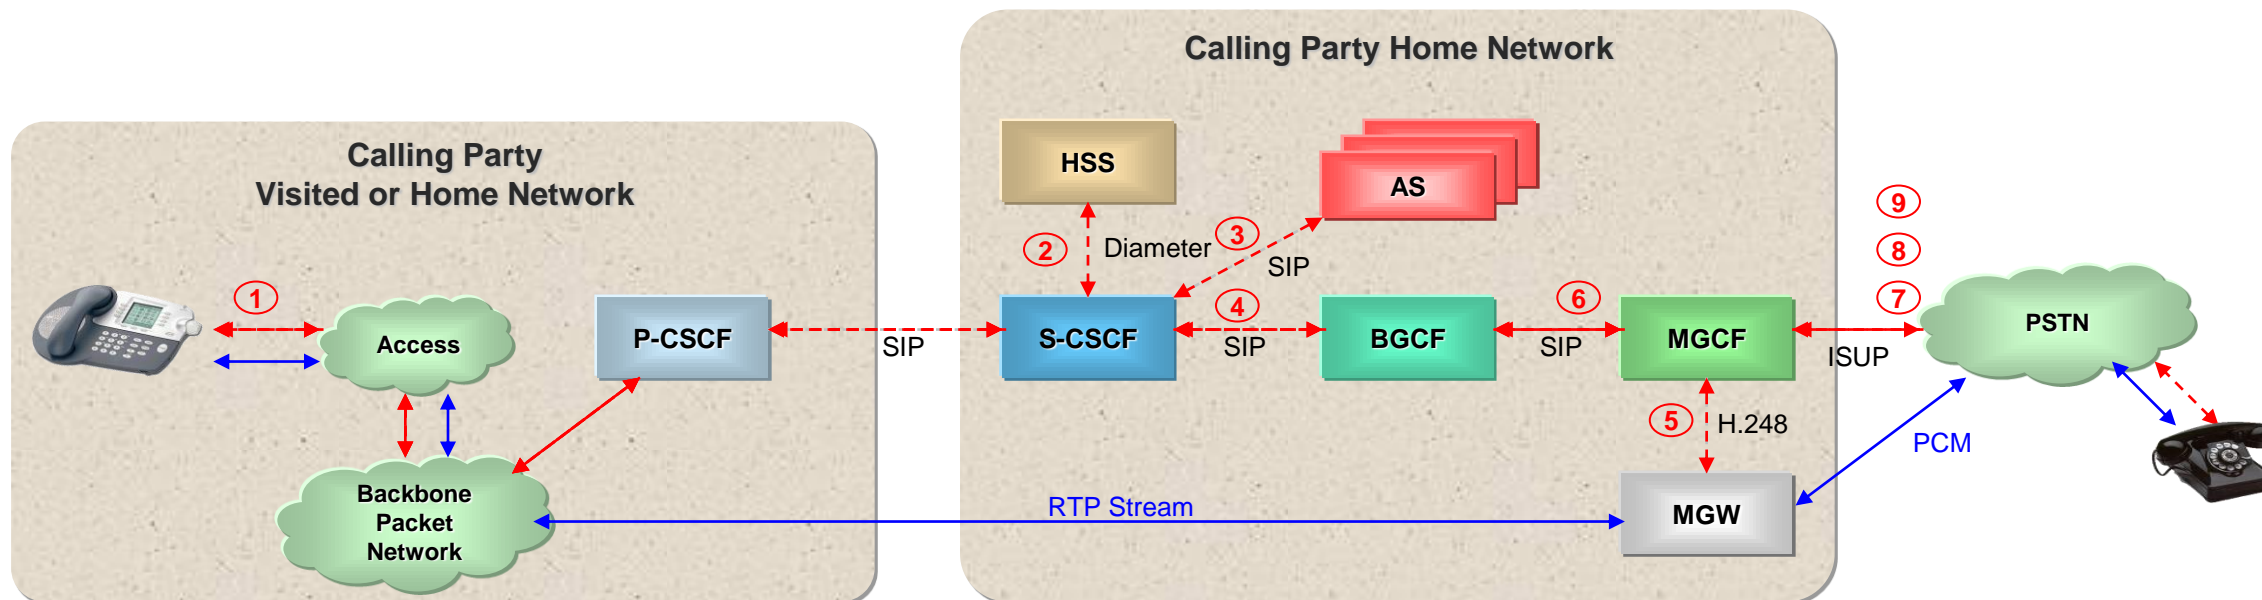 Calling Party Home Network
Calling Party
Visited or Home Network
HSS
AS
9
2
Diameter
3
SIP
8
1
4
6
7
Access
P-CSCF
SIP
S-CSCF
SIP
BGCF
SIP
MGCF
ISUP
PSTN
5
H.248
PCM
Backbone
Packet
Network
RTP Stream
MGW